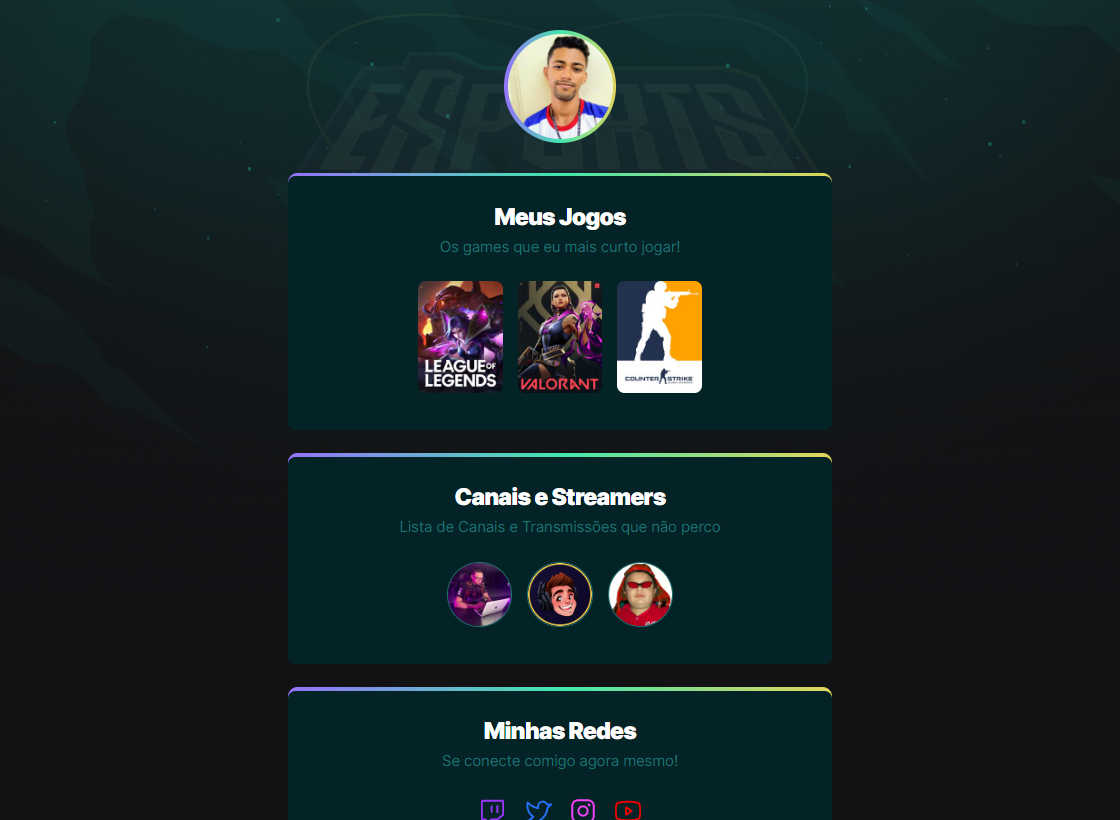 ESPORTS
Meus Jogos
Os games que eu mais curto jogar!
LEAGUE OF
LEGENDS
VALORANT
COUNTER STRIKE
Canais e Streamers
Lista de Canais e Transmissões que não perco
Minhas Redes
Se conecte comigo agora mesmo!